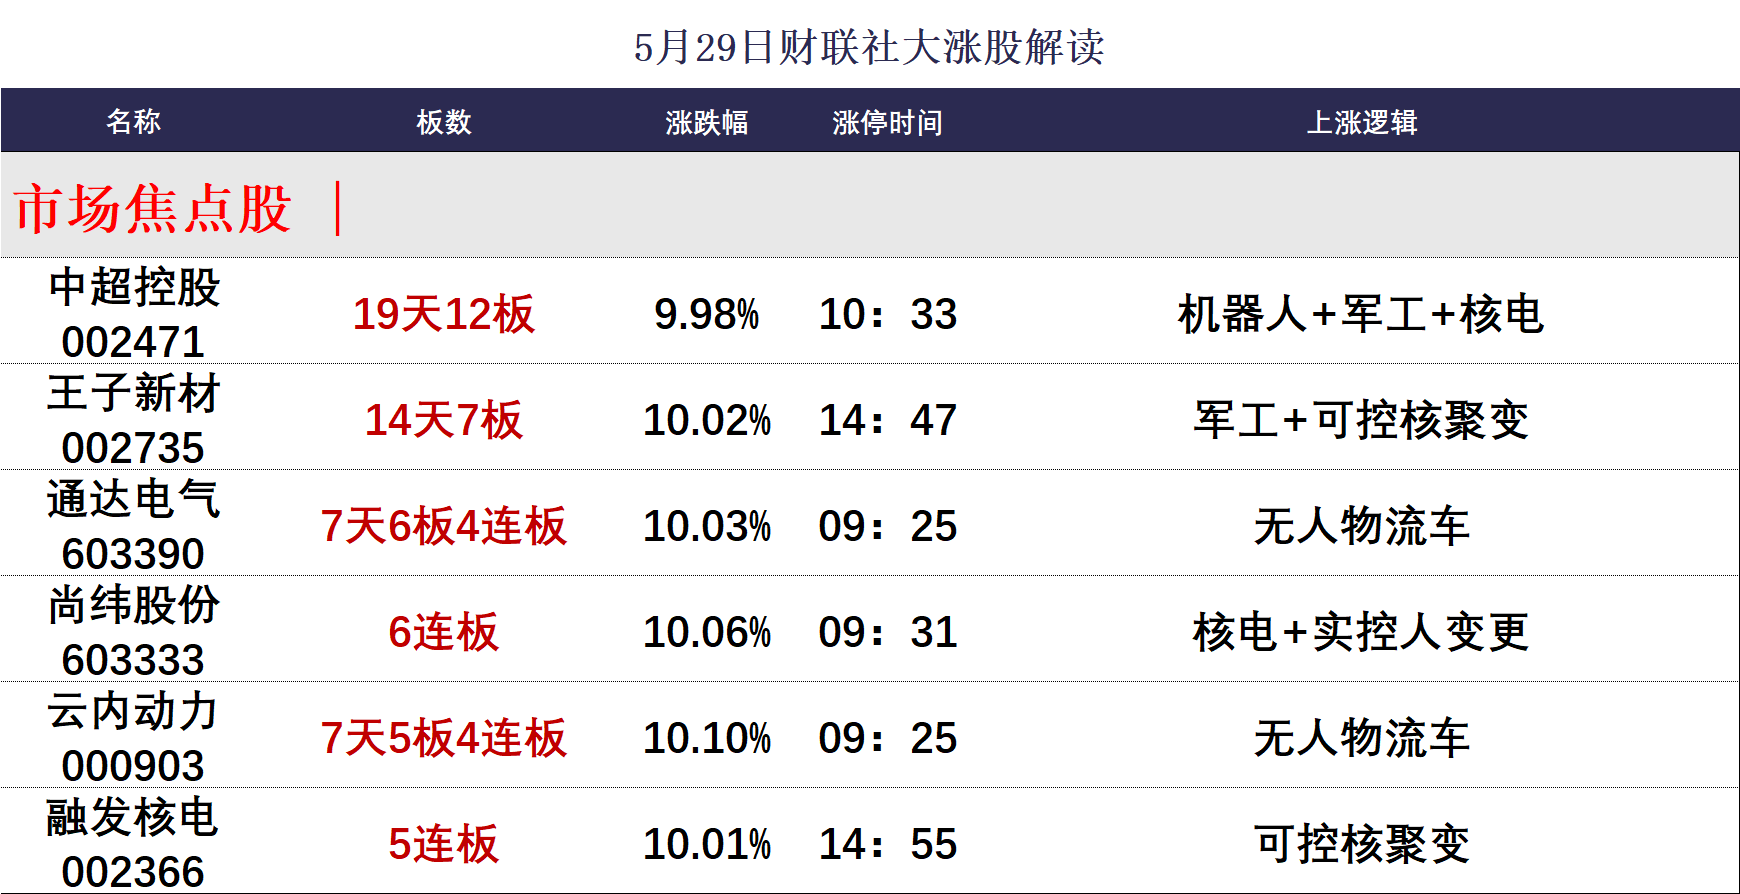 5月29日财联社大涨股解读
名称 板数 涨跌幅 涨停时间 上涨逻辑
市场焦点股 |
中超控股
002471 19天12板 9.98% 10：33 机器人+军工+核电
王子新材
002735 14天7板 10.02% 14：47 军工+可控核聚变
通达电气
603390 7天6板4连板 10.03% 09：25 无人物流车
尚纬股份
603333 6连板 10.06% 09：31 核电+实控人变更
云内动力
000903 7天5板4连板 10.10% 09：25 无人物流车
融发核电
002366 5连板 10.01% 14：55 可控核聚变